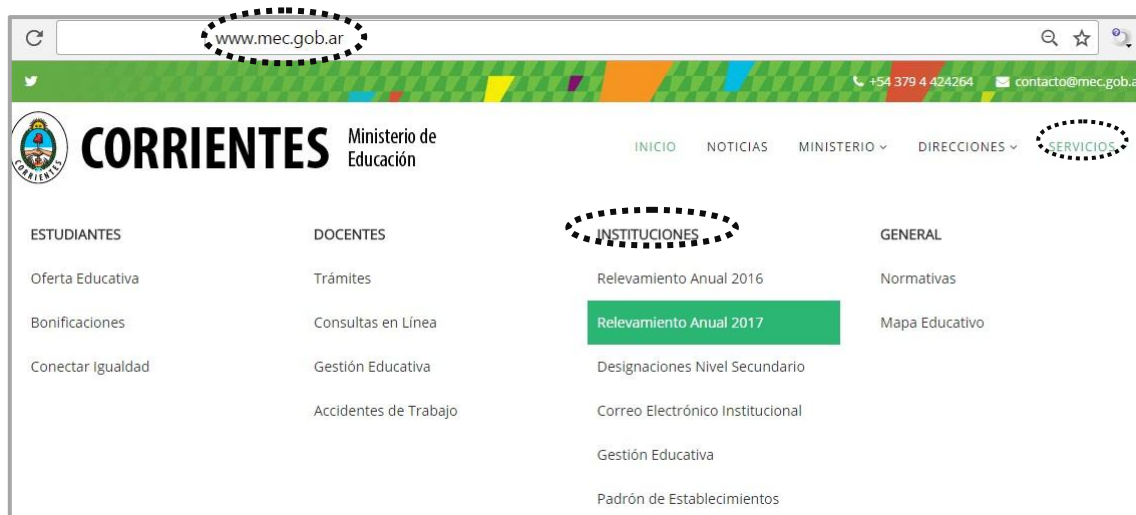 www.mec.gob.ar
+54 379 4 424264 contacto@mec.gob.a
CORRIENTES Ministerio de
Educación
CORRIENTES
INICIO NOTICIAS MINISTERIO DIRECCIONES SERVICIOS
ESTUDIANTES DOCENTES INSTITUCIONES GENERAL
Oferta Educativa Trámites Relevamiento Anual 2016 Normativas
Bonificaciones Consultas en Línea Relevamiento Anual 2017 Mapa Educativo
Conectar Igualdad Gestión Educativa Designaciones Nivel Secundario
Accidentes de Trabajo Correo Electrónico Institucional
Gestión Educativa
Padrón de Establecimientos